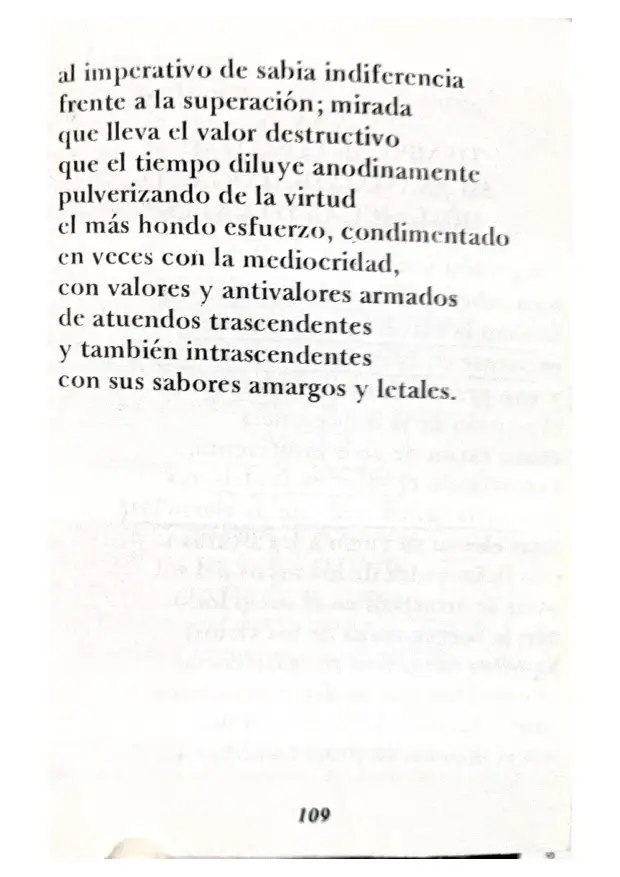 al imperativo de sabia indiferencia
frente a la superación; mirada
que lleva el valor destructivo
que el tiempo diluye anodinamente
pulverizando de la virtud
el más hondo esfuerzo, condimentado
en veces con la mediocridad,
con valores y antivalores armados
de atuendos trascendentes
y también intrascendentes
con sus sabores amargos y letales.
109